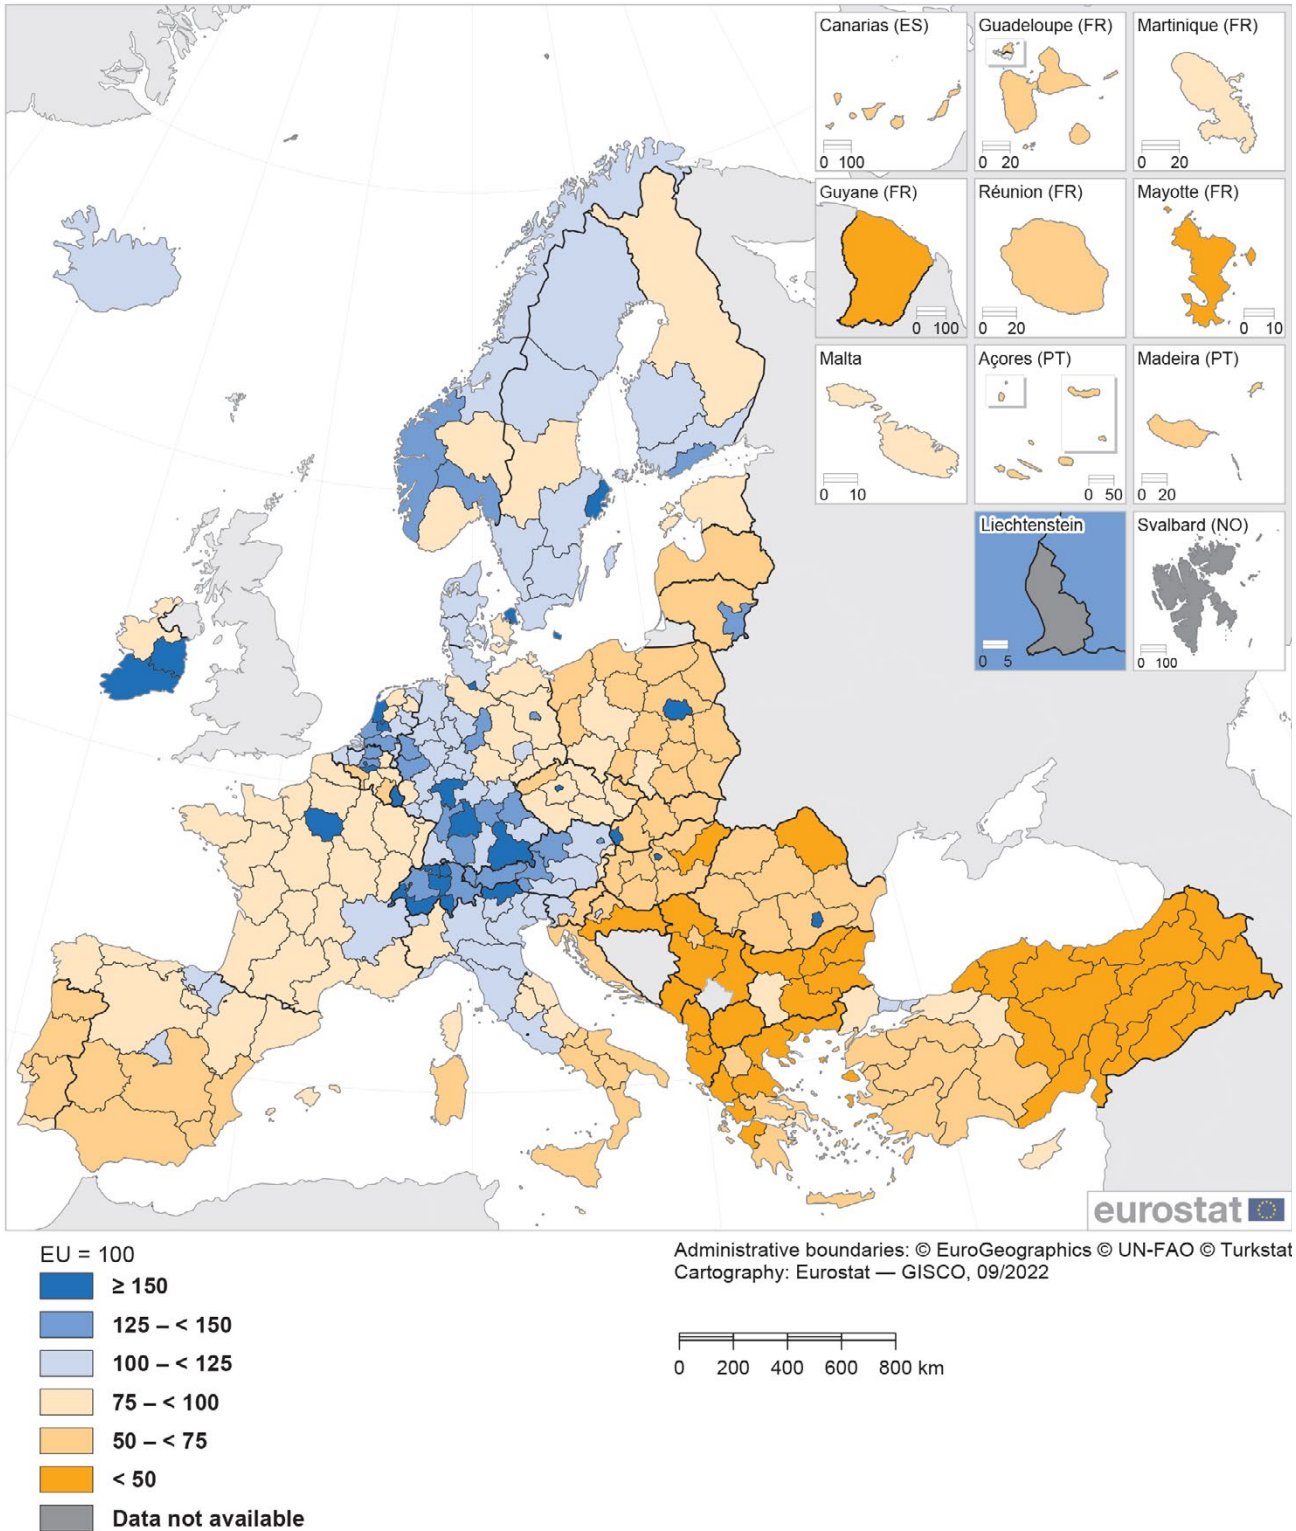 Canarias (ES)
0 100
Guadeloupe (FR)
0 20
Martinique (FR)
0 20
Guyane (FR)
0 100
Réunion (FR)
0 20
Mayotte (FR)
0 10
Malta
0 10
Açores (PT)
0 50
Madeira (PT)
0 20
Liechtenstein
0 5
Svalbard (NO)
0 100
eurostat
EU = 100
≥ 150
125 – < 150
100 – < 125
75 – < 100
50 – < 75
< 50
Data not available
Administrative boundaries: © EuroGeographics © UN-FAO © Turkstat
Cartography: Eurostat — GISCO, 09/2022
0 200 400 600 800 km